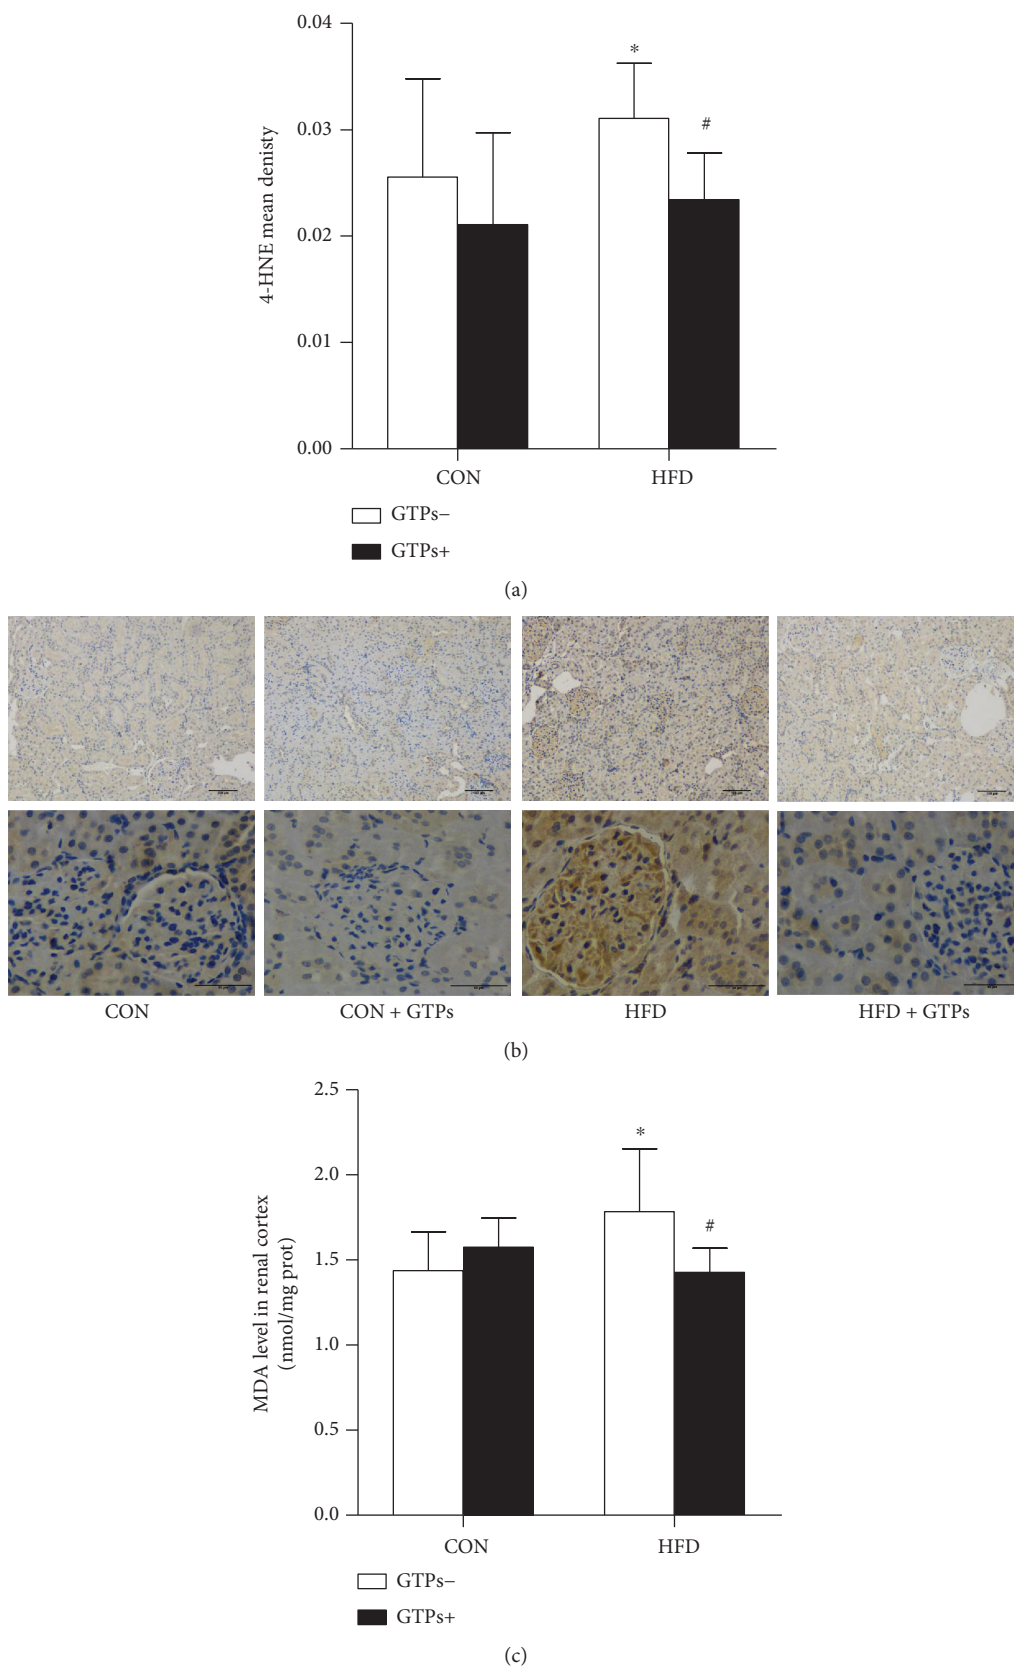 0.04
0.03
0.02
0.01
0.00
4-HNE mean denisty
*
#
CON
HFD
GTPs−
GTPs+
(a)
CON
CON + GTPs
HFD
HFD + GTPs
(b)
2.5
2.0
1.5
1.0
0.5
0.0
MDA level in renal cortex
(nmol/mg prot)
*
#
CON
HFD
GTPs−
GTPs+
(c)